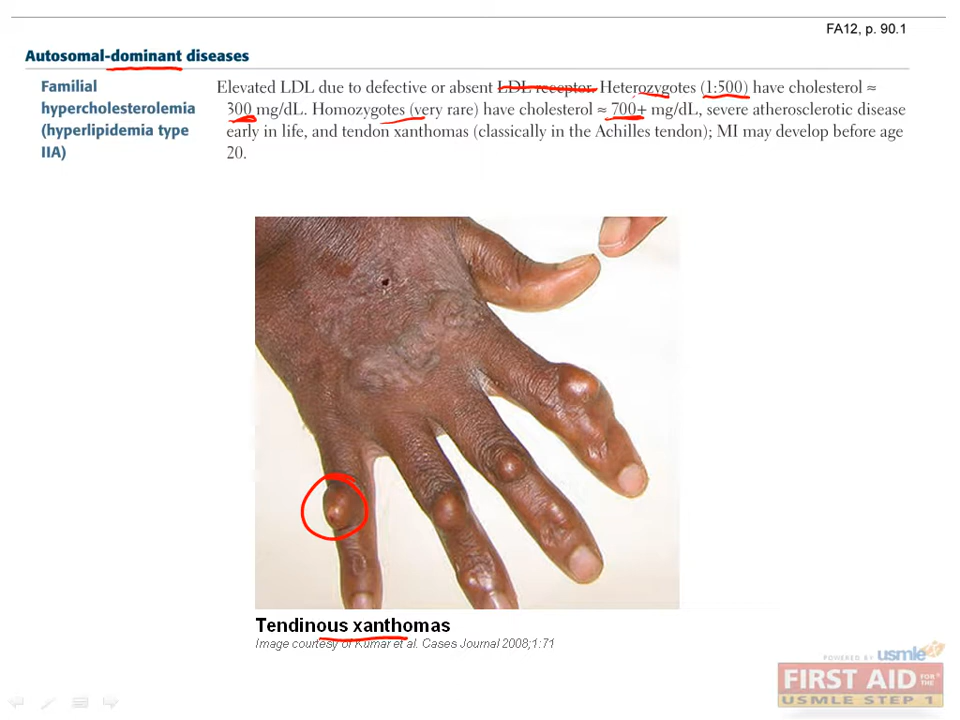 FA12, p. 90.1
Autosomal-dominant diseases
Familial
hypercholesterolemia
(hyperlipidemia type
IIA)
Elevated LDL due to defective or absent LDL receptor. Heterozygotes (1:500) have cholesterol ≈
300 mg/dL. Homozygotes (very rare) have cholesterol ≈ 700+ mg/dL, severe atherosclerotic disease
early in life, and tendon xanthomas (classically in the Achilles tendon); MI may develop before age
20.
Tendinous xanthomas
Image courtesy of Kumar et al. Cases Journal 2008;1:71
POWERED BY usmle
FIRST AID FOR THE
USMLE STEP 1